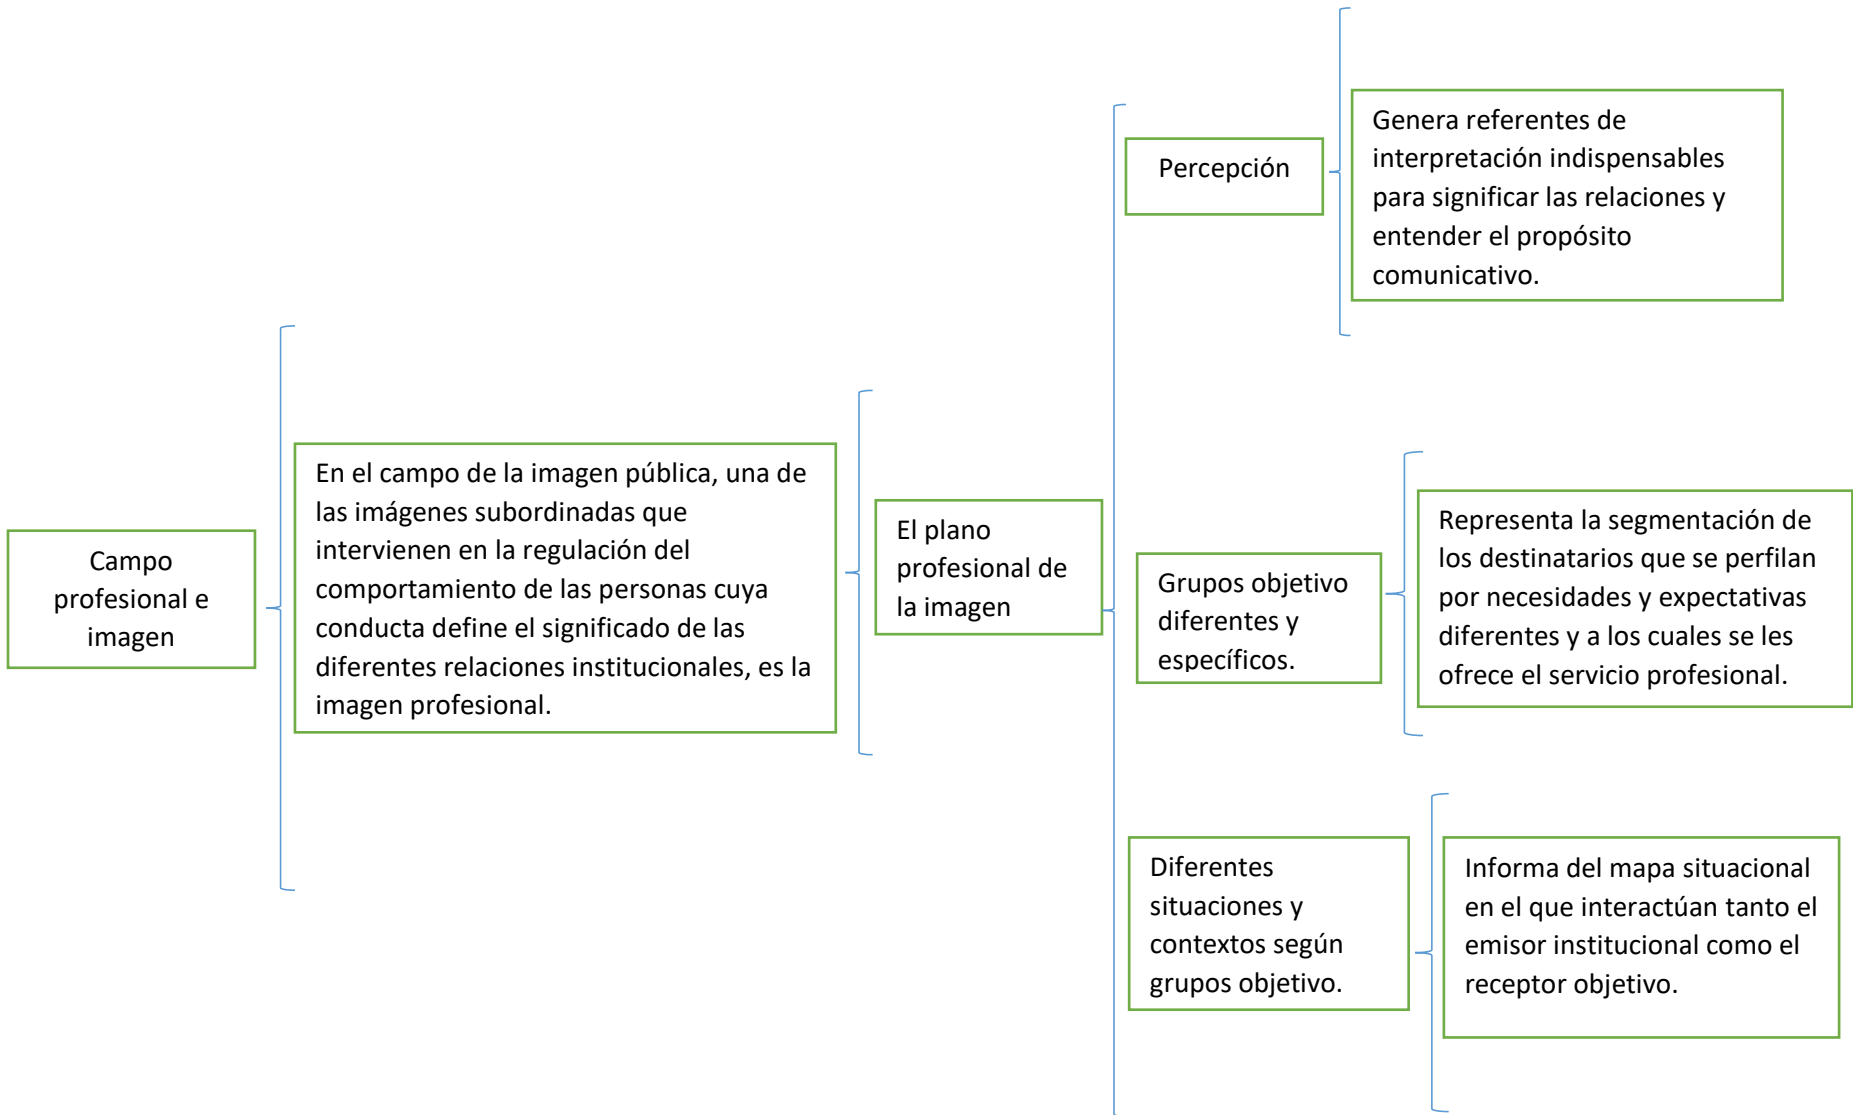 Campo
profesional e
imagen
En el campo de la imagen pública, una de
las imágenes subordinadas que
intervienen en la regulación del
comportamiento de las personas cuya
conducta define el significado de las
diferentes relaciones institucionales, es la
imagen profesional.
El plano
profesional de
la imagen
Percepción
Genera referentes de
interpretación indispensables
para significar las relaciones y
entender el propósito
comunicativo.
Grupos objetivo
diferentes y
específicos.
Representa la segmentación de
los destinatarios que se perfilan
por necesidades y expectativas
diferentes y a los cuales se les
ofrece el servicio profesional.
Diferentes
situaciones y
contextos según
grupos objetivo.
Informa del mapa situacional
en el que interactúan tanto el
emisor institucional como el
receptor objetivo.